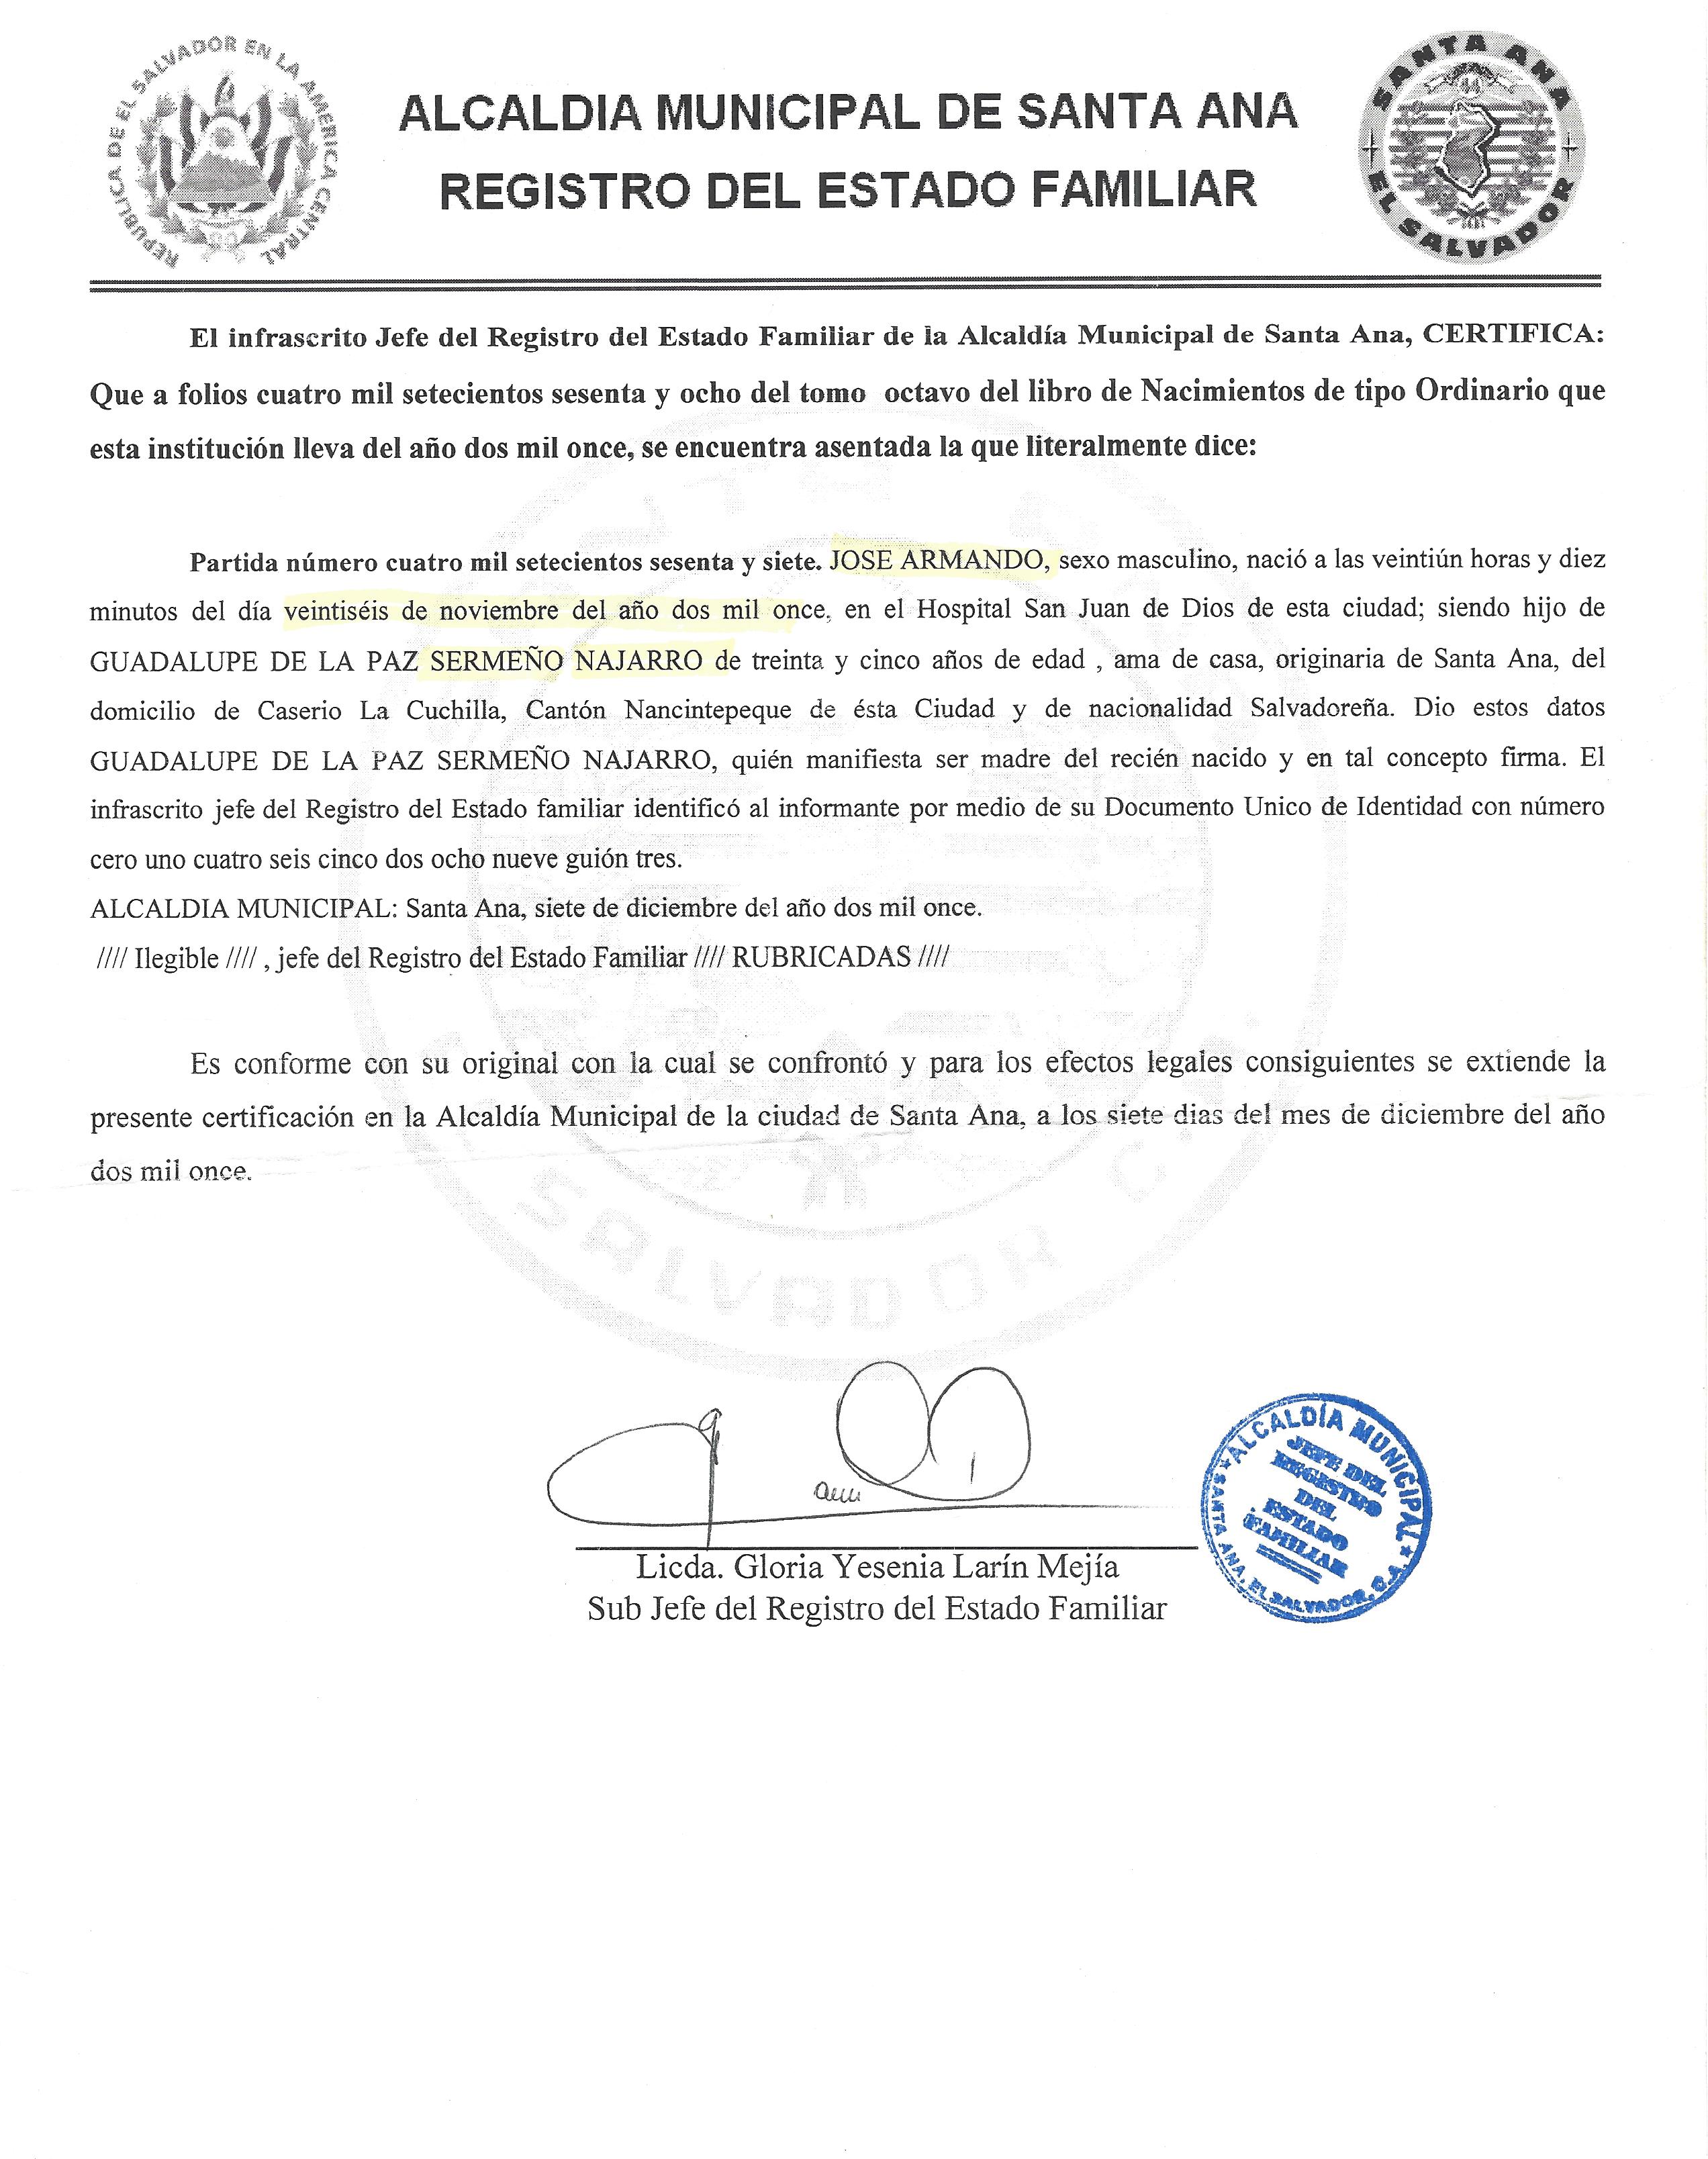 REPUBLICA DE EL SALVADOR EN LA AMERICA CENTRAL
SANTA ANA
EL SALVADOR
ALCALDIA MUNICIPAL DE SANTA ANA
REGISTRO DEL ESTADO FAMILIAR
El infrascrito Jefe del Registro del Estado Familiar de la Alcaldía Municipal de Santa Ana, CERTIFICA:
Que a folios cuatro mil setecientos sesenta y ocho del tomo octavo del libro de Nacimientos de tipo Ordinario que
esta institución lleva del año dos mil once, se encuentra asentada la que literalmente dice:
Partida número cuatro mil setecientos sesenta y siete. JOSE ARMANDO, sexo masculino, nació a las veintiún horas y diez
minutos del día veintiséis de noviembre del año dos mil once, en el Hospital San Juan de Dios de esta ciudad; siendo hijo de
GUADALUPE DE LA PAZ SERMEÑO NAJARRO de treinta y cinco años de edad , ama de casa, originaria de Santa Ana, del
domicilio de Caserio La Cuchilla, Cantón Nancintepeque de ésta Ciudad y de nacionalidad Salvadoreña. Dio estos datos
GUADALUPE DE LA PAZ SERMEÑO NAJARRO, quién manifiesta ser madre del recién nacido y en tal concepto firma. El
infrascrito jefe del Registro del Estado familiar identificó al informante por medio de su Documento Unico de Identidad con número
cero uno cuatro seis cinco dos ocho nueve guión tres.
ALCALDIA MUNICIPAL: Santa Ana, siete de diciembre del año dos mil once.
//// Ilegible //// , jefe del Registro del Estado Familiar //// RUBRICADAS ////
Es conforme con su original con la cual se confrontó y para los efectos legales consiguientes se extiende la
presente certificación en la Alcaldía Municipal de la ciudad de Santa Ana, a los siete dias del mes de diciembre del año
dos mil once.
SALVADOR C.
Licda. Gloria Yesenia Larín Mejía
Sub Jefe del Registro del Estado Familiar
ALCALDÍA MUNICIPAL
JEFE DEL
REGISTRO
DEL
ESTADO
FAMILIAR
SANTA ANA, EL SALVADOR, C.A.